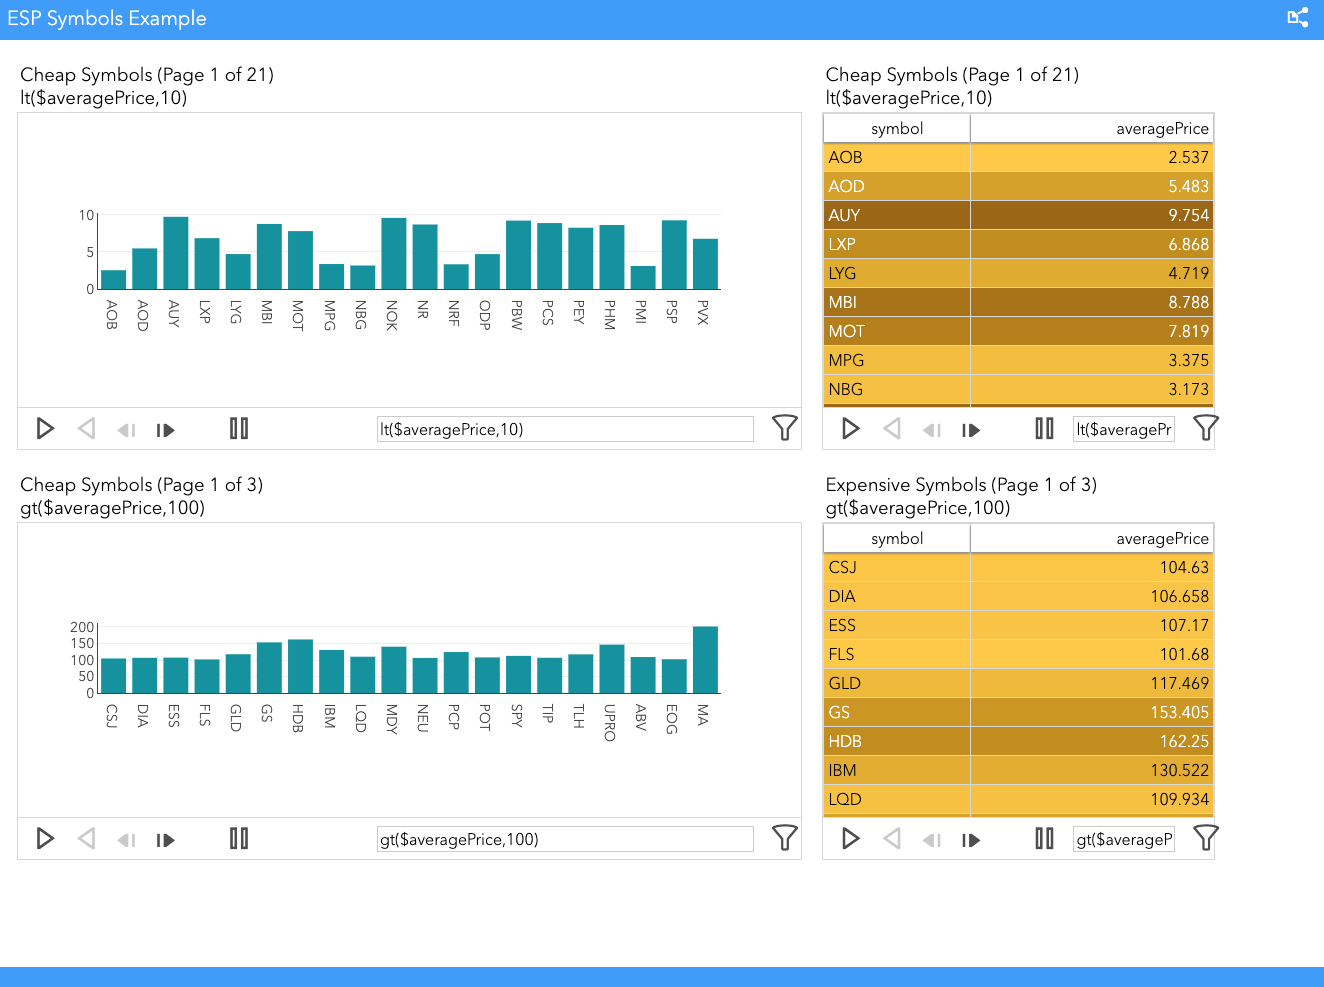 ESP Symbols Example
Cheap Symbols (Page 1 of 21)
lt($averagePrice,10)
10
5
0
AOB AOD AUY LXP LYG MBI MOT MPG NBG NOK NR NRF ODP PBW PCS PEY PHM PMI PSP PVX
lt($averagePrice,10)
Cheap Symbols (Page 1 of 21)
lt($averagePrice,10)
symbol averagePrice
AOB 2.537
AOD 5.483
AUY 9.754
LXP 6.868
LYG 4.719
MBI 8.788
MOT 7.819
MPG 3.375
NBG 3.173
lt($averagePr
Cheap Symbols (Page 1 of 3)
gt($averagePrice,100)
200
150
100
50
0
CSJ DIA ESS FLS GLD GS HDB IBM LQD MDY NEU PCP POT SPY TIP TLH UPRO ABV EOG MA
gt($averagePrice,100)
Expensive Symbols (Page 1 of 3)
gt($averagePrice,100)
symbol averagePrice
CSJ 104.63
DIA 106.658
ESS 107.17
FLS 101.68
GLD 117.469
GS 153.405
HDB 162.25
IBM 130.522
LQD 109.934
gt($averageP